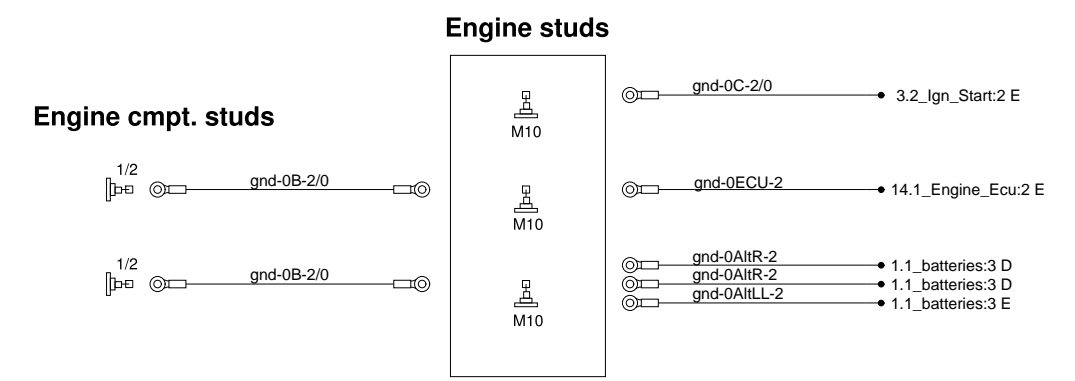 Engine studs
Engine cmpt. studs
gnd-0C-2/0
3.2_Ign_Start:2 E
M10
1/2
gnd-0B-2/0
gnd-0ECU-2
14.1_Engine_Ecu:2 E
M10
1/2
gnd-0B-2/0
gnd-0AltR-2
1.1_batteries:3 D
gnd-0AltR-2
1.1_batteries:3 D
gnd-0AltLL-2
1.1_batteries:3 E
M10